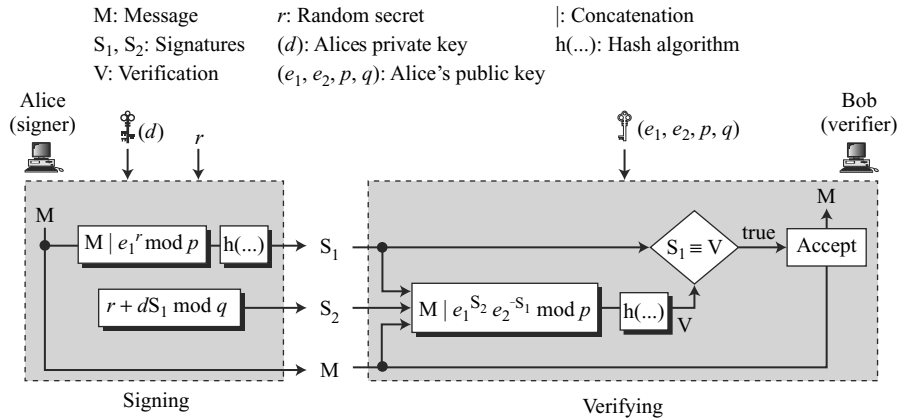 M: Message r: Random secret |: Concatenation
S₁, S₂: Signatures (d): Alices private key h(...): Hash algorithm
V: Verification (e₁, e₂, p, q): Alice's public key
Alice
(signer)
(d)
r
(e₁, e₂, p, q)
Bob
(verifier)
M
M | e₁ʳ mod p
h(...)
S₁
S₁ ≡ V
true
M
Accept
r + dS₁ mod q
S₂
M | e₁^S₂ e₂^-S₁ mod p
h(...)
V
M
Signing
Verifying